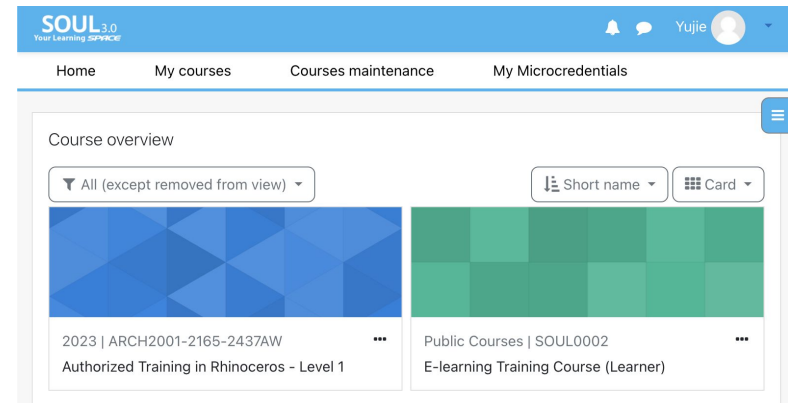 SOUL 3.0
Your Learning SPACE
Yujie
Home My courses Courses maintenance My Microcredentials
Course overview
All (except removed from view) Short name Card
2023 | ARCH2001-2165-2437AW ••• Public Courses | SOUL0002 •••
Authorized Training in Rhinoceros - Level 1 E-learning Training Course (Learner)